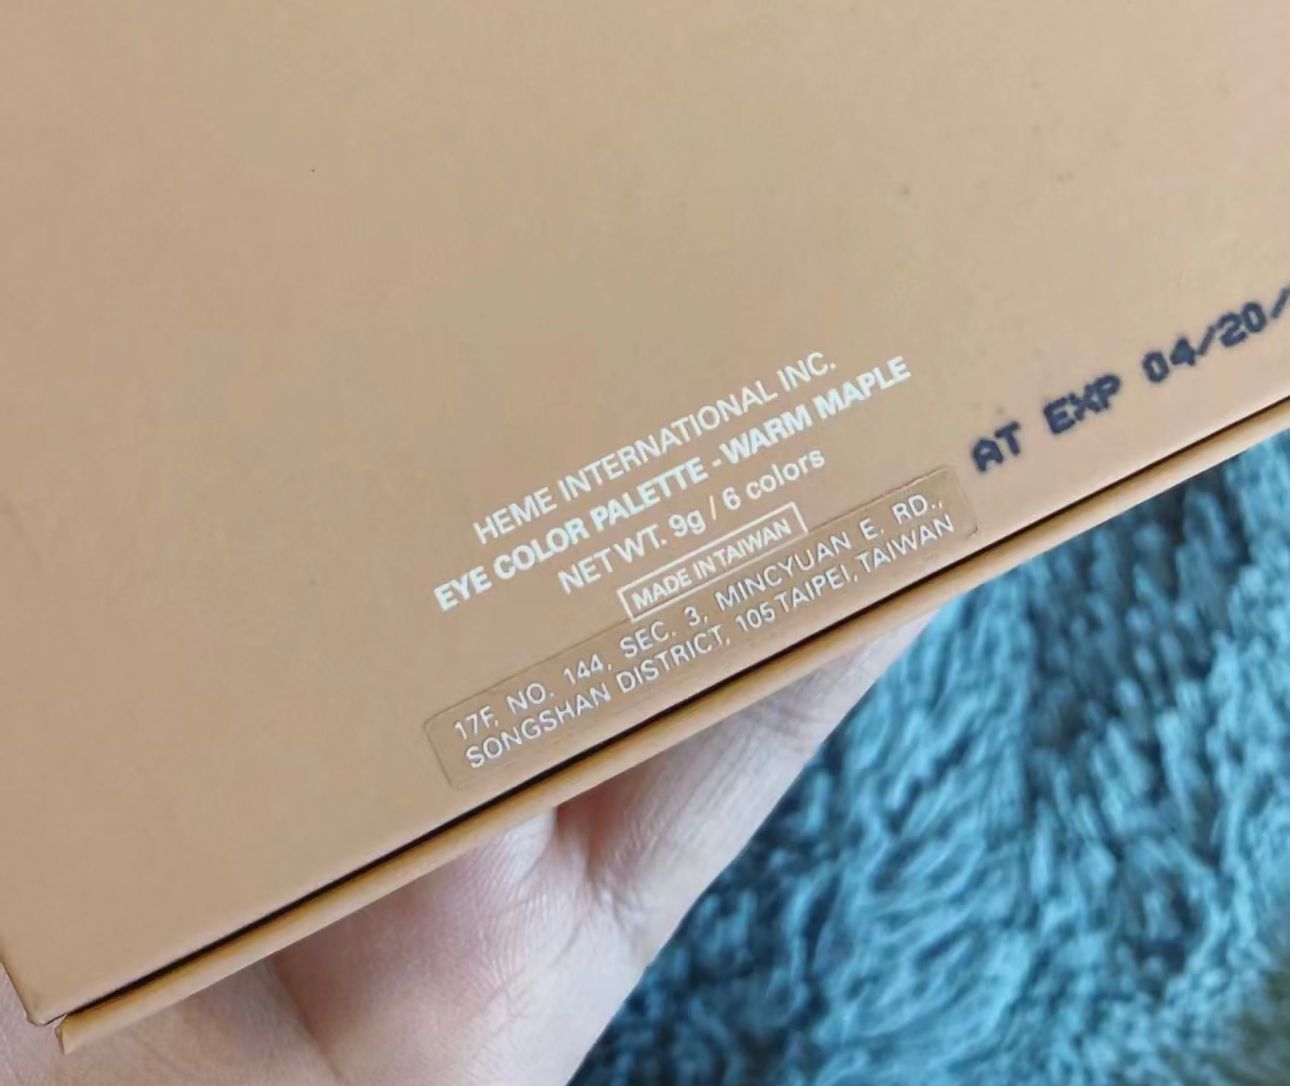 HEME INTERNATIONAL INC.
EYE COLOR PALETTE - WARM MAPLE
NET WT. 9g / 6 colors
MADE IN TAIWAN
17F, NO. 144, SEC. 3, MINCYUAN E. RD.,
SONGSHAN DISTRICT, 105 TAIPEI, TAIWAN
AT EXP 04/20/